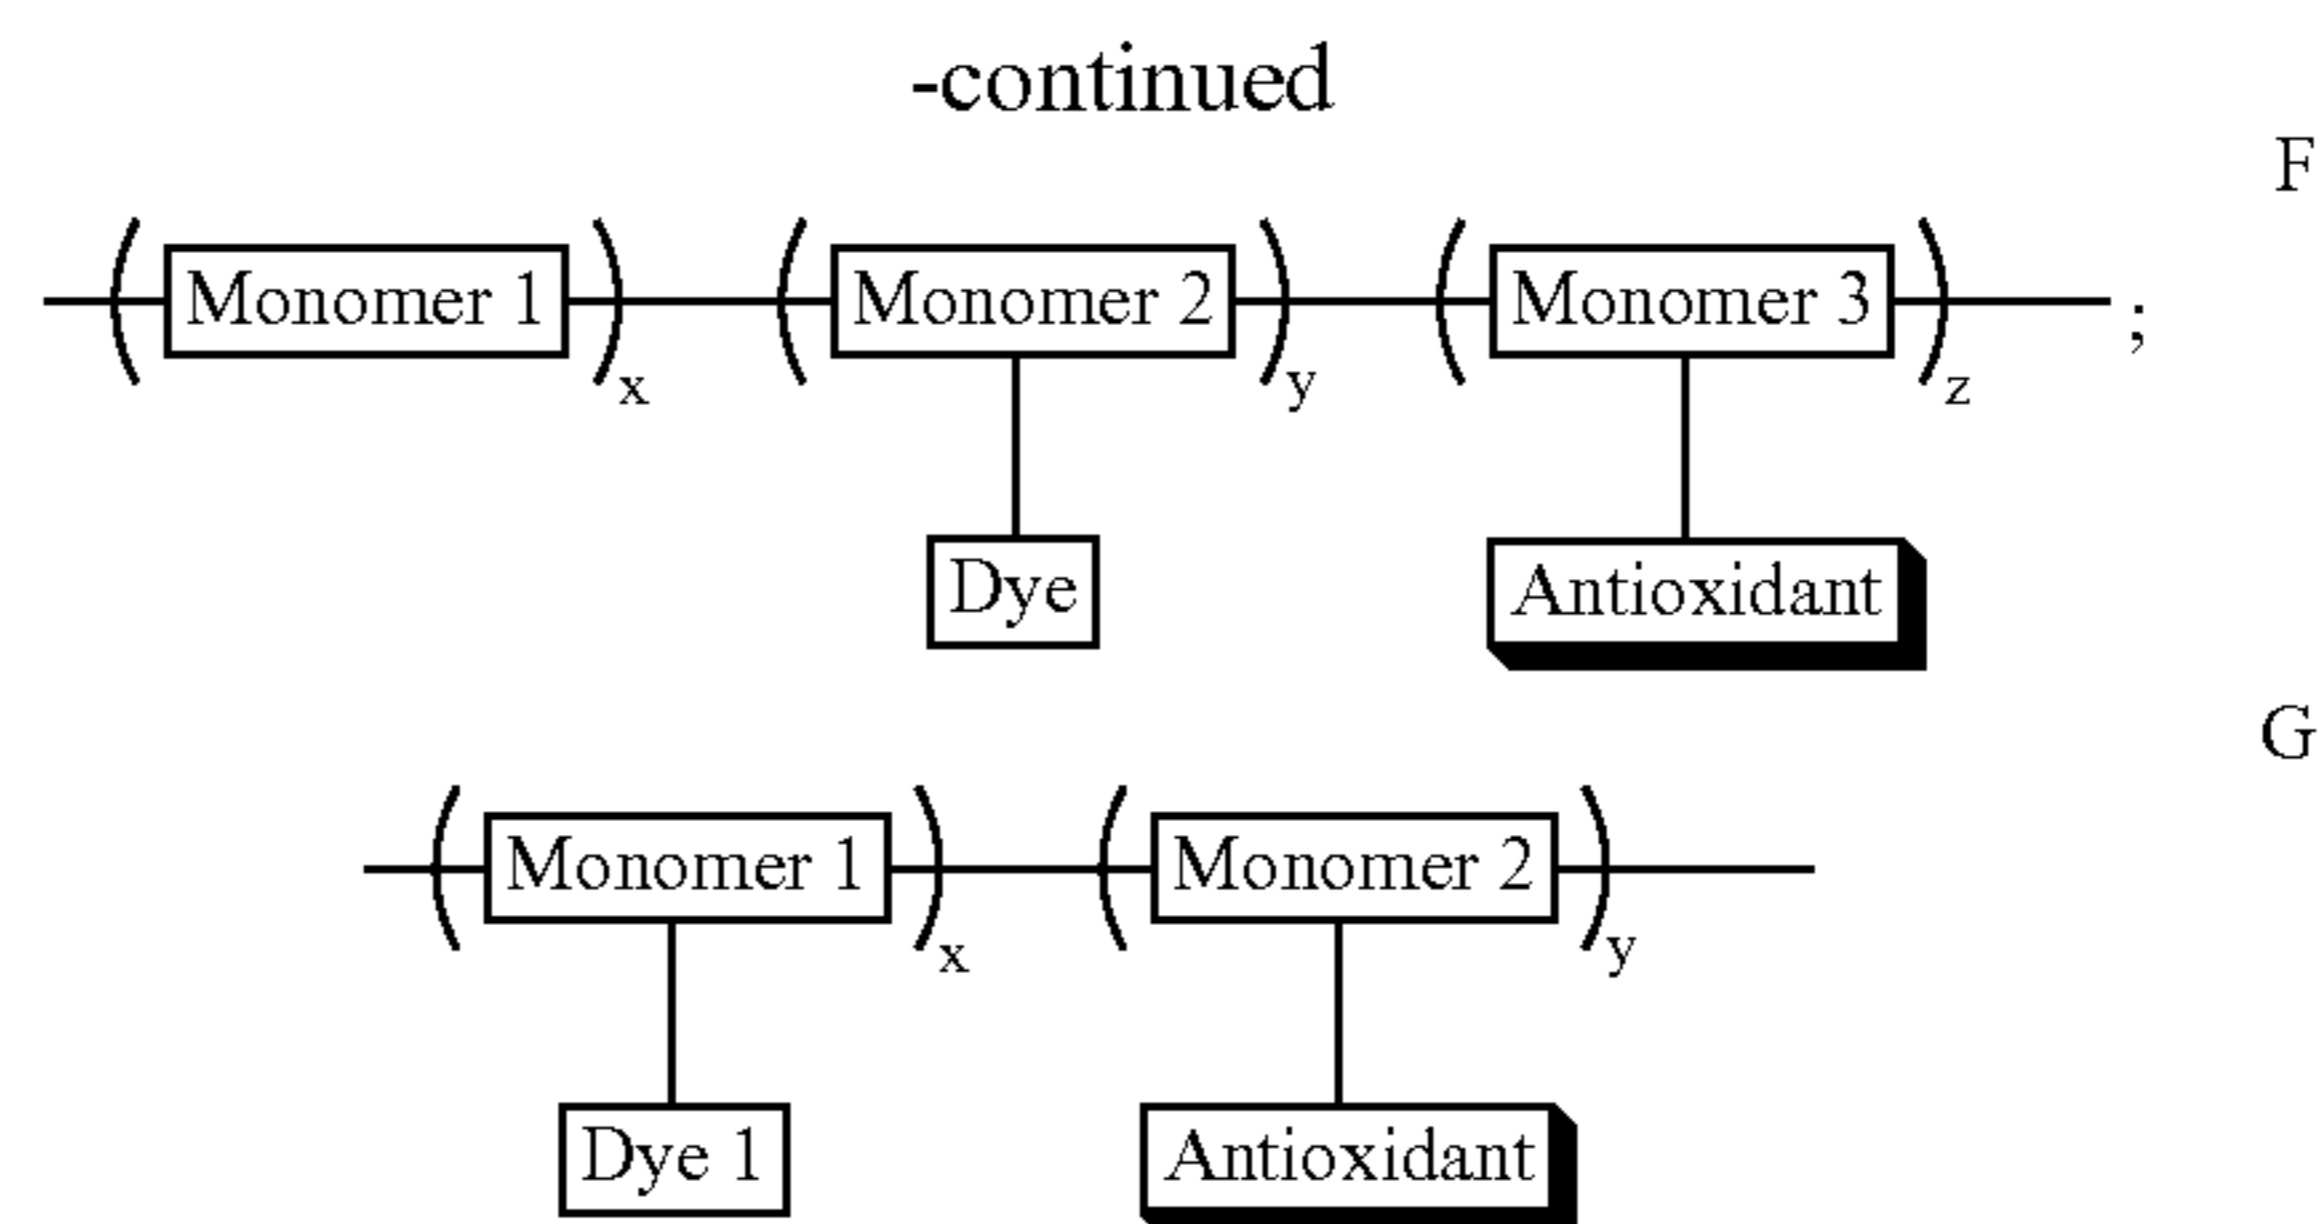 -continued
F
Monomer 1 x Monomer 2 y Monomer 3 z ;
Dye Antioxidant
G
Monomer 1 x Monomer 2 y
Dye 1 Antioxidant